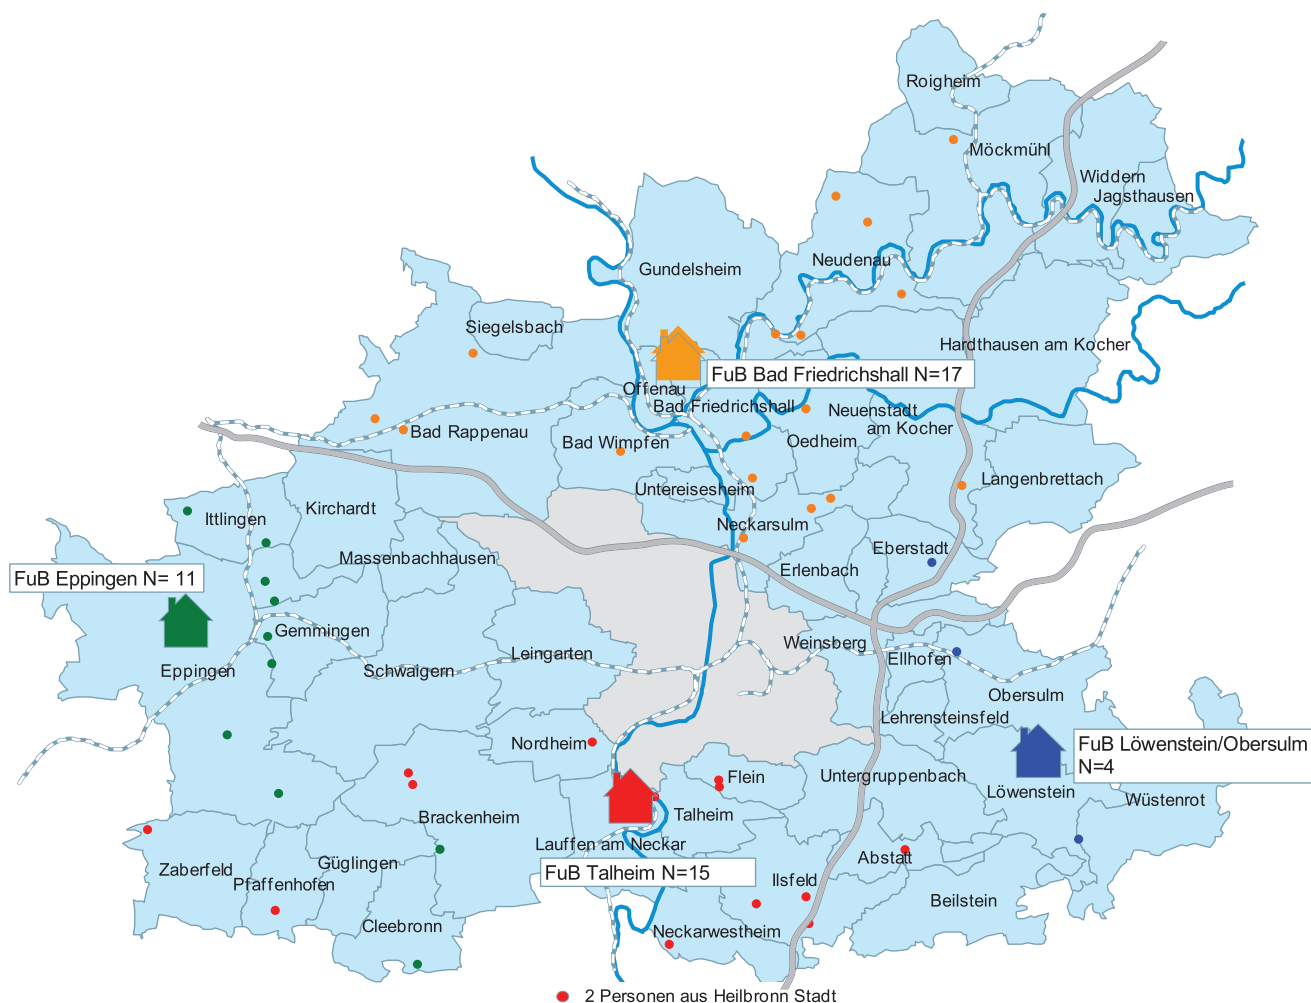 Roigheim
Möckmühl
Widdern
Jagsthausen
Neudenau
Gundelsheim
Siegelsbach
Hardthausen am Kocher
FuB Bad Friedrichshall N=17
Offenau
Bad Friedrichshall
Neuenstadt
am Kocher
Bad Rappenau
Bad Wimpfen
Oedheim
Langenbrettach
Untereisesheim
Kirchardt
Ittlingen
Neckarsulm
Massenbachhausen
Eberstadt
Erlenbach
FuB Eppingen N= 11
Gemmingen
Weinsberg
Leingarten
Ellhofen
Eppingen
Schwaigern
Obersulm
Lehrensteinsfeld
Nordheim
FuB Löwenstein/Obersulm
N=4
Flein
Untergruppenbach
Löwenstein
Wüstenrot
Brackenheim
Talheim
Lauffen am Neckar
Abstatt
Güglingen
Zaberfeld
FuB Talheim N=15
Pfaffenhofen
Ilsfeld
Beilstein
Cleebronn
Neckarwestheim
2 Personen aus Heilbronn Stadt